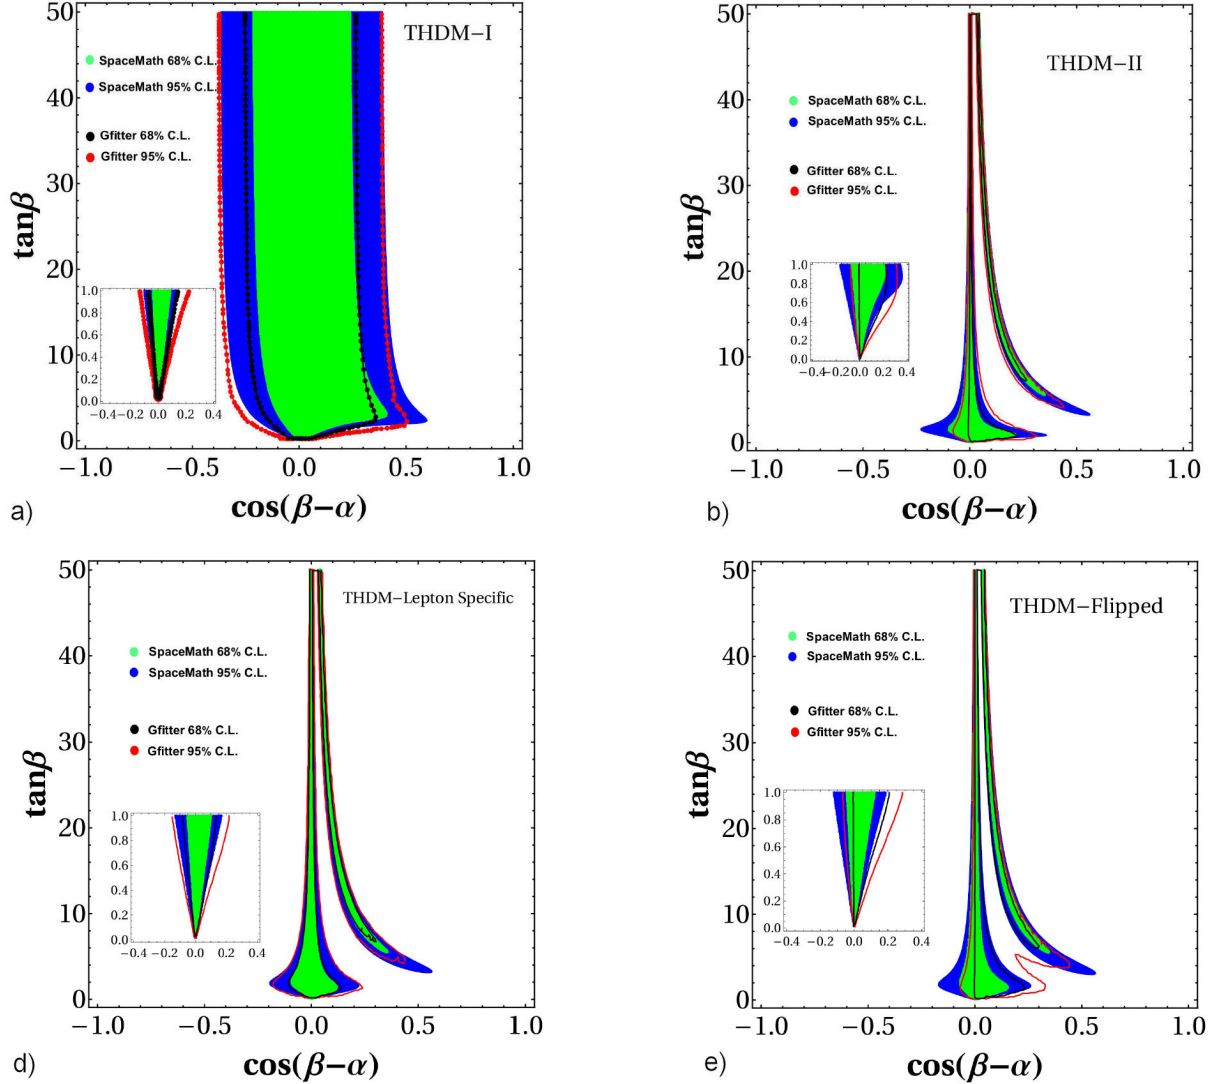 THDM−I
SpaceMath 68% C.L.
SpaceMath 95% C.L.
Gfitter 68% C.L.
Gfitter 95% C.L.
50
40
30
20
10
0
tanβ
1.0
0.8
0.6
0.4
0.2
0.0
−0.4 −0.2 0.0 0.2 0.4
−1.0 −0.5 0.0 0.5 1.0
cos(β−α)
a)
THDM−II
SpaceMath 68% C.L.
SpaceMath 95% C.L.
Gfitter 68% C.L.
Gfitter 95% C.L.
50
40
30
20
10
0
tanβ
1.0
0.8
0.6
0.4
0.2
0.0
−0.4 −0.2 0.0 0.2 0.4
−1.0 −0.5 0.0 0.5 1.0
cos(β−α)
b)
THDM−Lepton Specific
SpaceMath 68% C.L.
SpaceMath 95% C.L.
Gfitter 68% C.L.
Gfitter 95% C.L.
50
40
30
20
10
0
tanβ
1.0
0.8
0.6
0.4
0.2
0.0
−0.4 −0.2 0.0 0.2 0.4
−1.0 −0.5 0.0 0.5 1.0
cos(β−α)
d)
THDM−Flipped
SpaceMath 68% C.L.
SpaceMath 95% C.L.
Gfitter 68% C.L.
Gfitter 95% C.L.
50
40
30
20
10
0
tanβ
1.0
0.8
0.6
0.4
0.2
0.0
−0.4 −0.2 0.0 0.2 0.4
−1.0 −0.5 0.0 0.5 1.0
cos(β−α)
e)